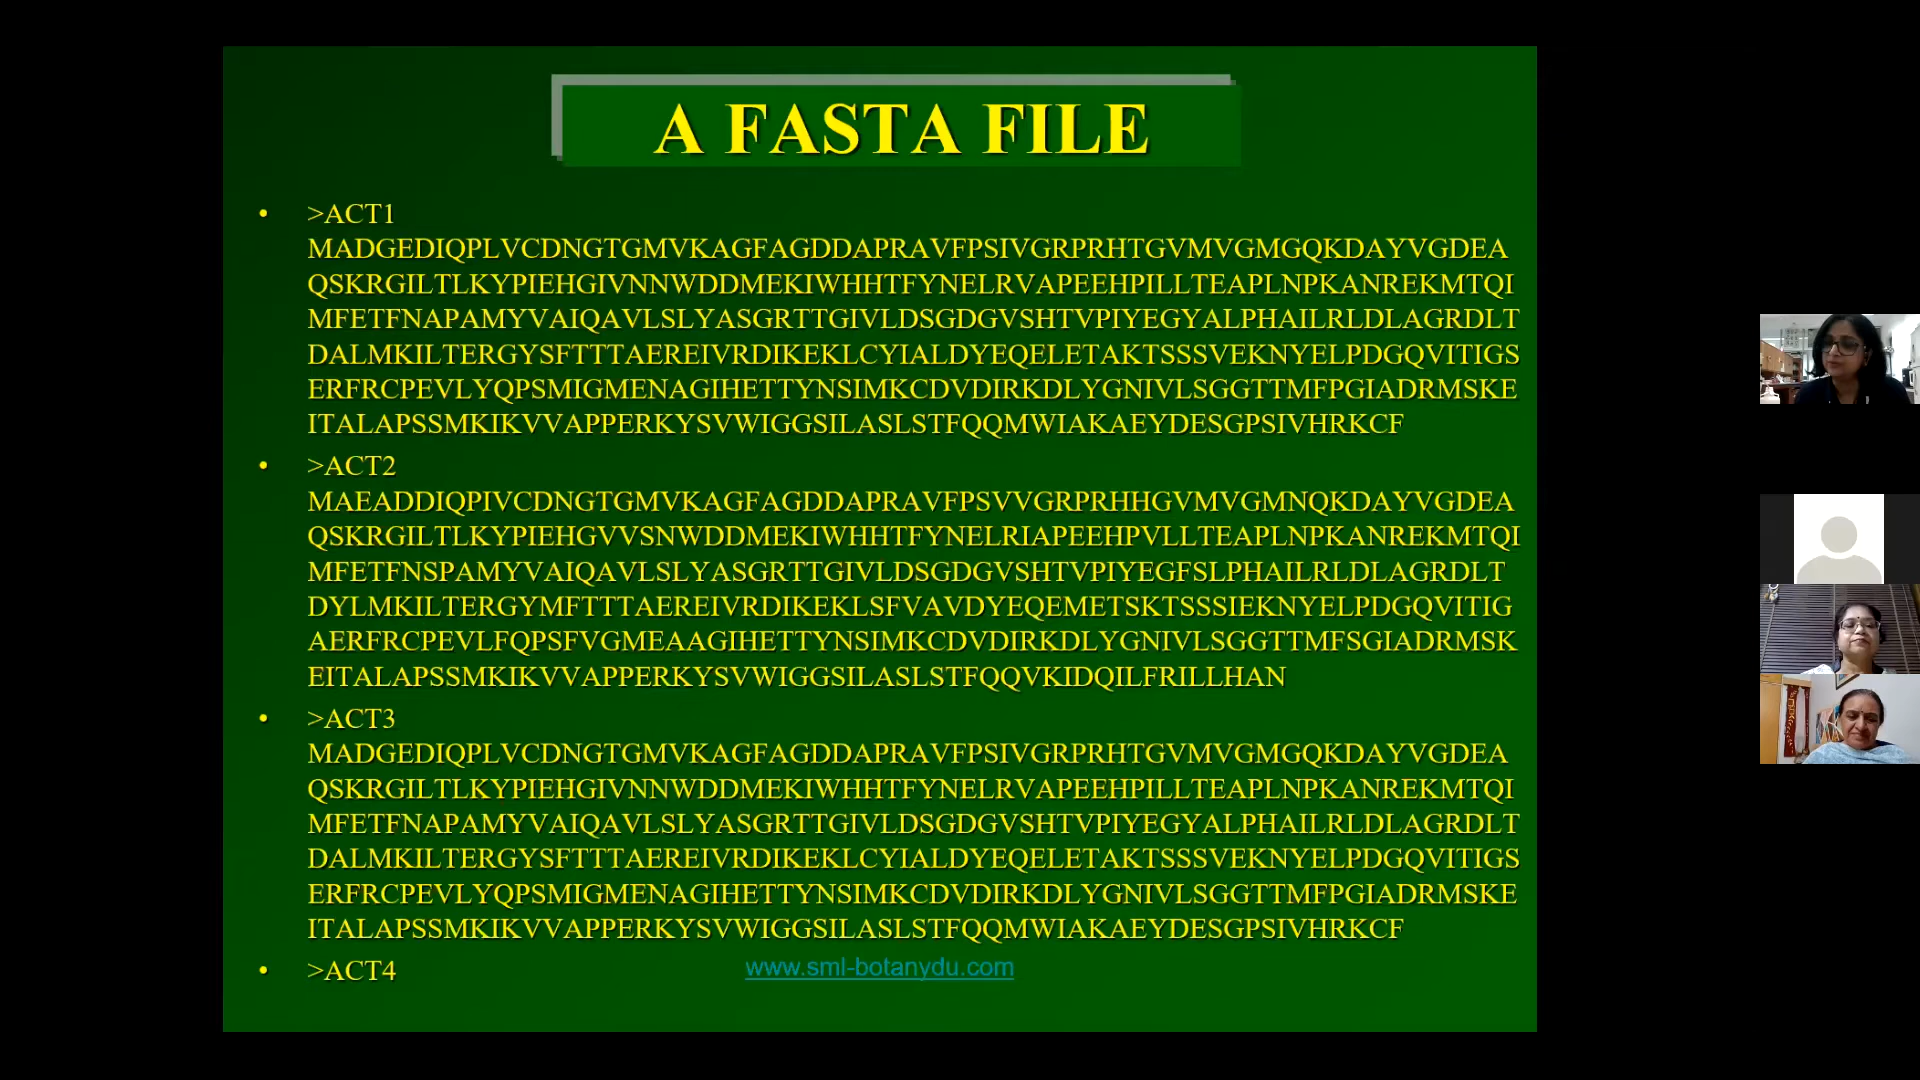 A FASTA FILE
• >ACT1
MADGEDIQPLVCDNGTGMVKAGFAGDDAPRAVFPSIVGRPRHTGVMVGMGQKDAYVGDEA
QSKRGILTLKYPIEHGIVNNWDDMEKIWHHTFYNELRVAPEEHPILLTEAPLNPKANREKMTQI
MFETFNAPAMYVAIQAVLSLYASGRTTGIVLDSGDGVSHTVPIYEGYALPHAILRLDLAGRDLT
DALMKILTERGYSFTTTAEREIVRDIKEKLCYIALDYEQELETAKTSSSVEKNYELPDGQVITIGS
ERFRCPEVLYQPSMIGMENAGIHETTYNSIMKCDVDIRKDLYGNIVLSGGTTMFPGIADRMSKE
ITALAPSSMKIKVVAPPERKYSVWIGGSILASLSTFQQMWIAKAEYDESGPSIVHRKCF
• >ACT2
MAEADDIQPIVCDNGTGMVKAGFAGDDAPRAVFPSVVGRPRHHGVMVGMNQKDAYVGDEA
QSKRGILTLKYPIEHGVVSNWDDMEKIWHHTFYNELRIAPEEHPVLLTEAPLNPKANREKMTQI
MFETFNSPAMYVAIQAVLSLYASGRTTGIVLDSGDGVSHTVPIYEGFSLPHAILRLDLAGRDLT
DYLMKILTERGYMFTTTAEREIVRDIKEKLSFVAVDYEQEMETSKTSSSIEKNYELPDGQVITIG
AERFRCPEVLFQPSFVGMEAAGIHETTYNSIMKCDVDIRKDLYGNIVLSGGTTMFSGIADRMSK
EITALAPSSMKIKVVAPPERKYSVWIGGSILASLSTFQQVKIDQILFRILLHAN
• >ACT3
MADGEDIQPLVCDNGTGMVKAGFAGDDAPRAVFPSIVGRPRHTGVMVGMGQKDAYVGDEA
QSKRGILTLKYPIEHGIVNNWDDMEKIWHHTFYNELRVAPEEHPILLTEAPLNPKANREKMTQI
MFETFNAPAMYVAIQAVLSLYASGRTTGIVLDSGDGVSHTVPIYEGYALPHAILRLDLAGRDLT
DALMKILTERGYSFTTTAEREIVRDIKEKLCYIALDYEQELETAKTSSSVEKNYELPDGQVITIGS
ERFRCPEVLYQPSMIGMENAGIHETTYNSIMKCDVDIRKDLYGNIVLSGGTTMFPGIADRMSKE
ITALAPSSMKIKVVAPPERKYSVWIGGSILASLSTFQQMWIAKAEYDESGPSIVHRKCF
• >ACT4
www.sml-botanydu.com